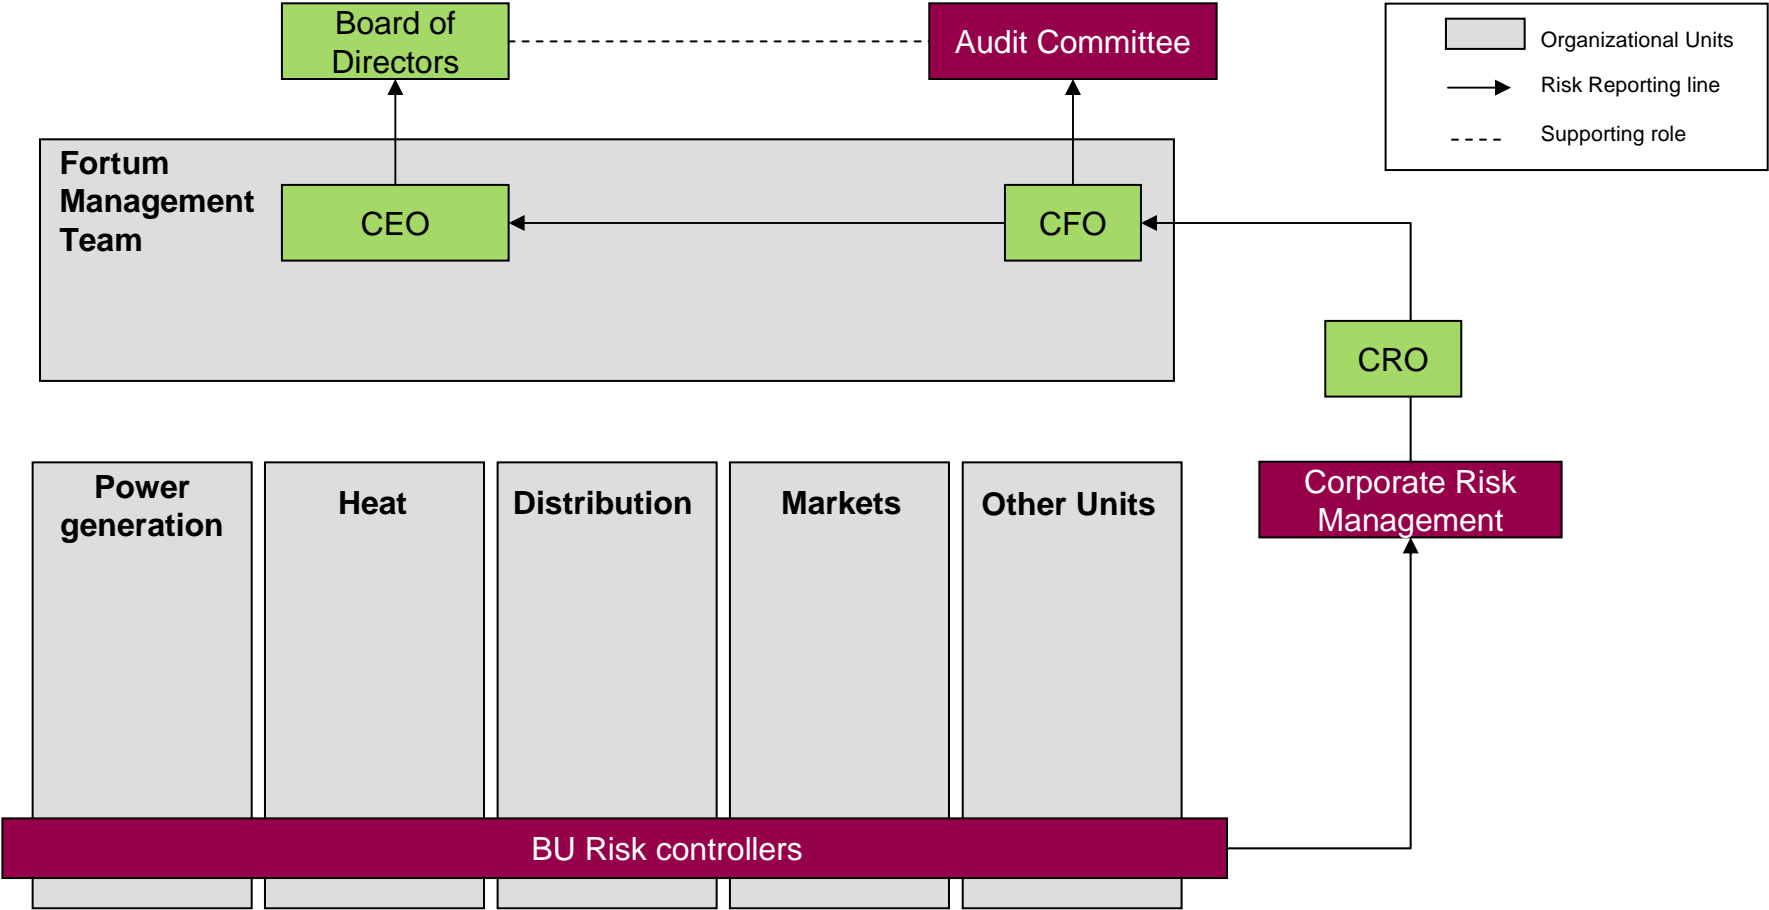 Board of
Directors
Audit Committee
Organizational Units
Risk Reporting line
Supporting role
Fortum
Management
Team
CEO
CFO
CRO
Power
generation
Heat
Distribution
Markets
Other Units
Corporate Risk
Management
BU Risk controllers